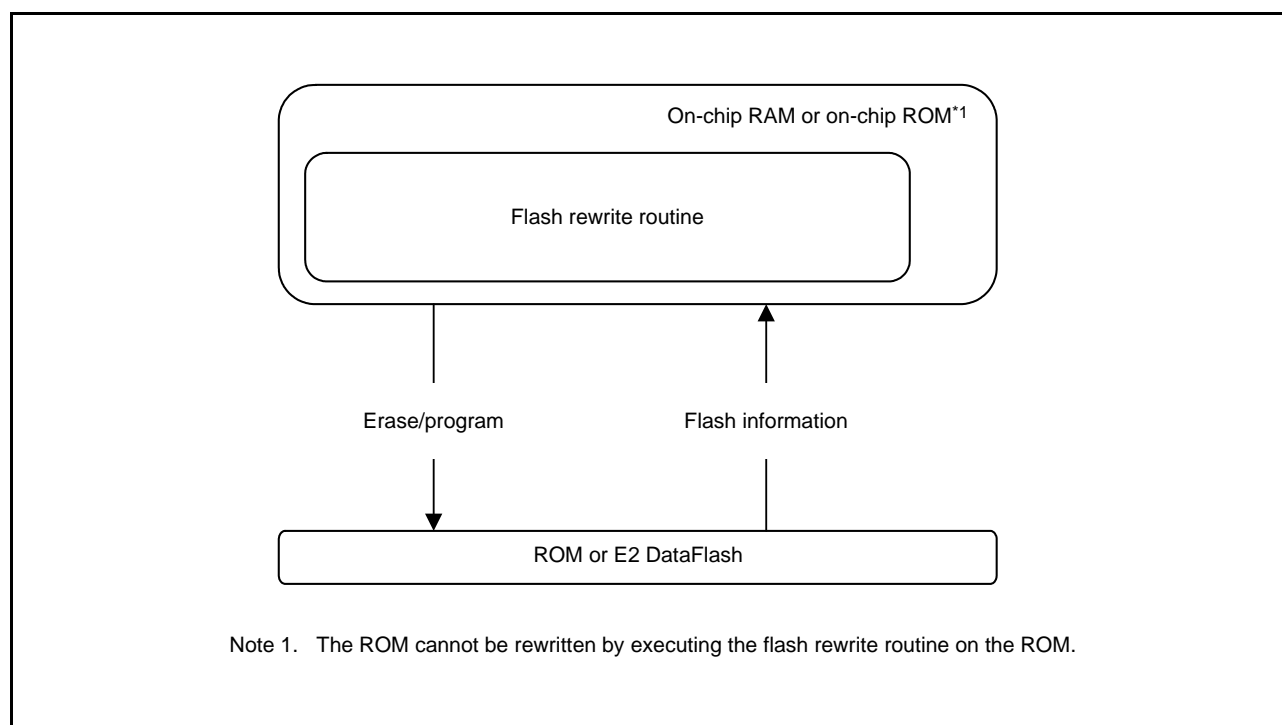 On-chip RAM or on-chip ROM*1
Flash rewrite routine
Erase/program
Flash information
ROM or E2 DataFlash
Note 1. The ROM cannot be rewritten by executing the flash rewrite routine on the ROM.